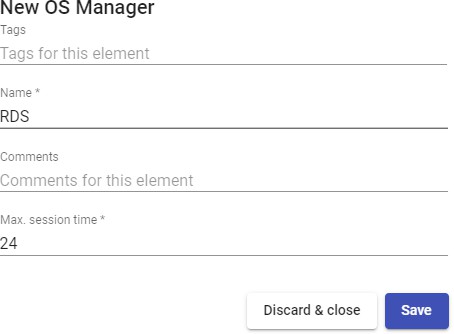 New OS Manager
Tags
Tags for this element
Name *
RDS
Comments
Comments for this element
Max. session time *
24
Discard & close
Save